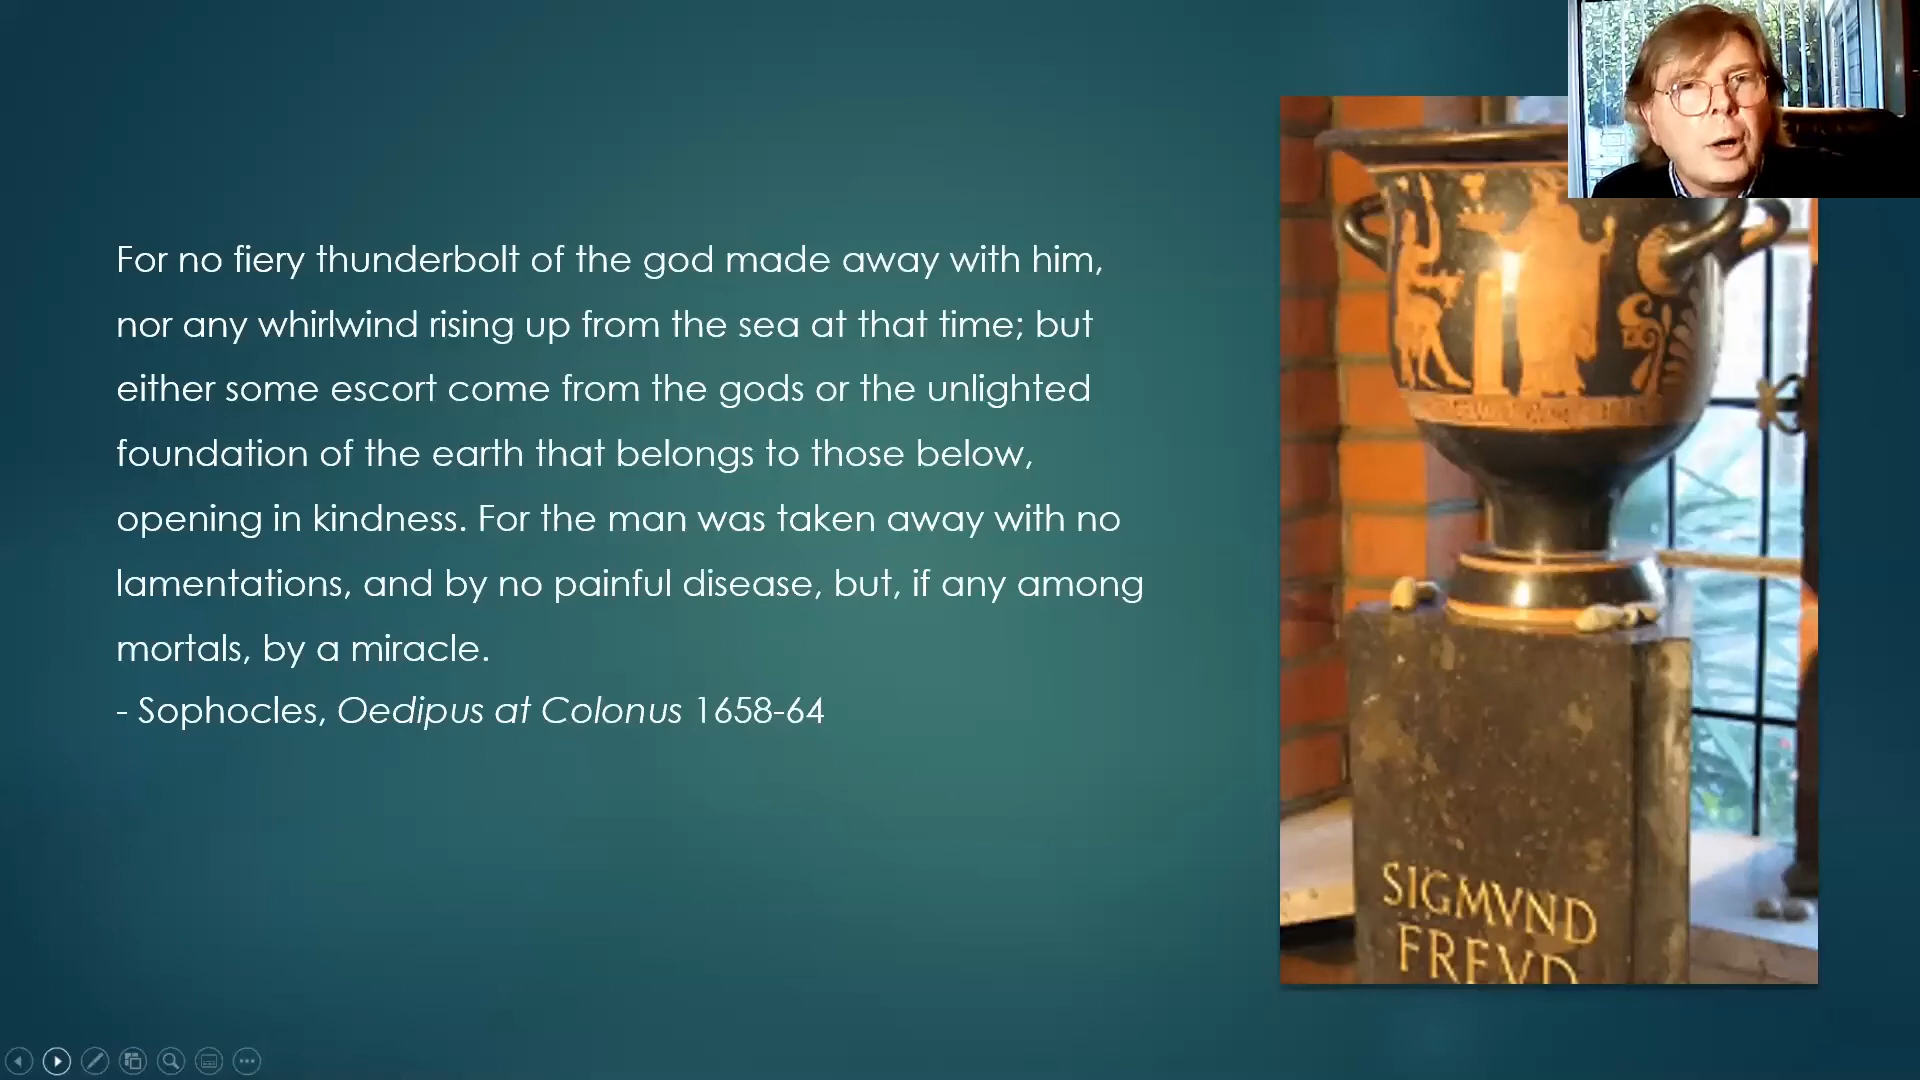 For no fiery thunderbolt of the god made away with him,
nor any whirlwind rising up from the sea at that time; but
either some escort come from the gods or the unlighted
foundation of the earth that belongs to those below,
opening in kindness. For the man was taken away with no
lamentations, and by no painful disease, but, if any among
mortals, by a miracle.
- Sophocles, Oedipus at Colonus 1658-64
SIGMVND
FREVD